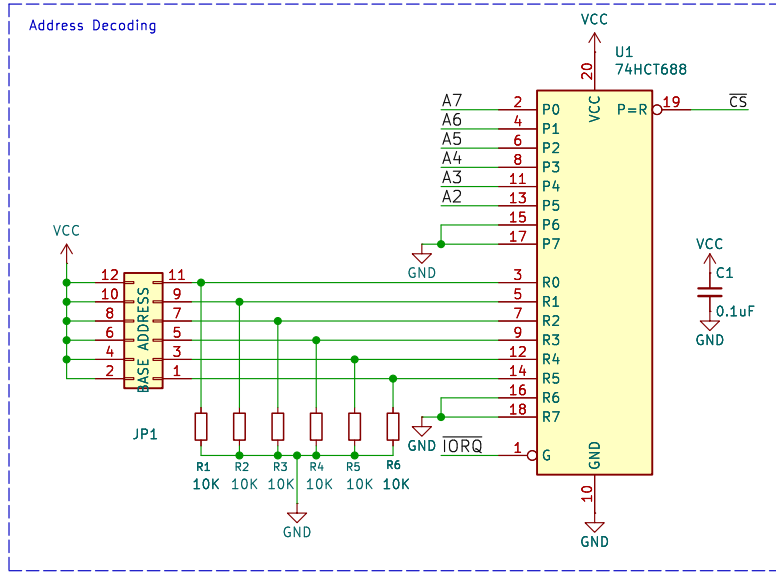 Address Decoding
VCC
U1
74HCT688
20
VCC
A7 2 P0 P=R 19 C̅S̅
A6 4 P1
A5 6 P2
A4 8 P3
A3 11 P4
A2 13 P5
15 P6
17 P7
GND
VCC
12 11 3 R0
10 9 5 R1
8 7 7 R2
6 5 9 R3
4 3 12 R4
2 1 14 R5
BASE ADDRESS
JP1
16 R6
18 R7
GND
I̅O̅R̅Q̅ 1 G
GND
10
GND
VCC
C1
0.1uF
GND
R1 R2 R3 R4 R5 R6
10K 10K 10K 10K 10K 10K
GND